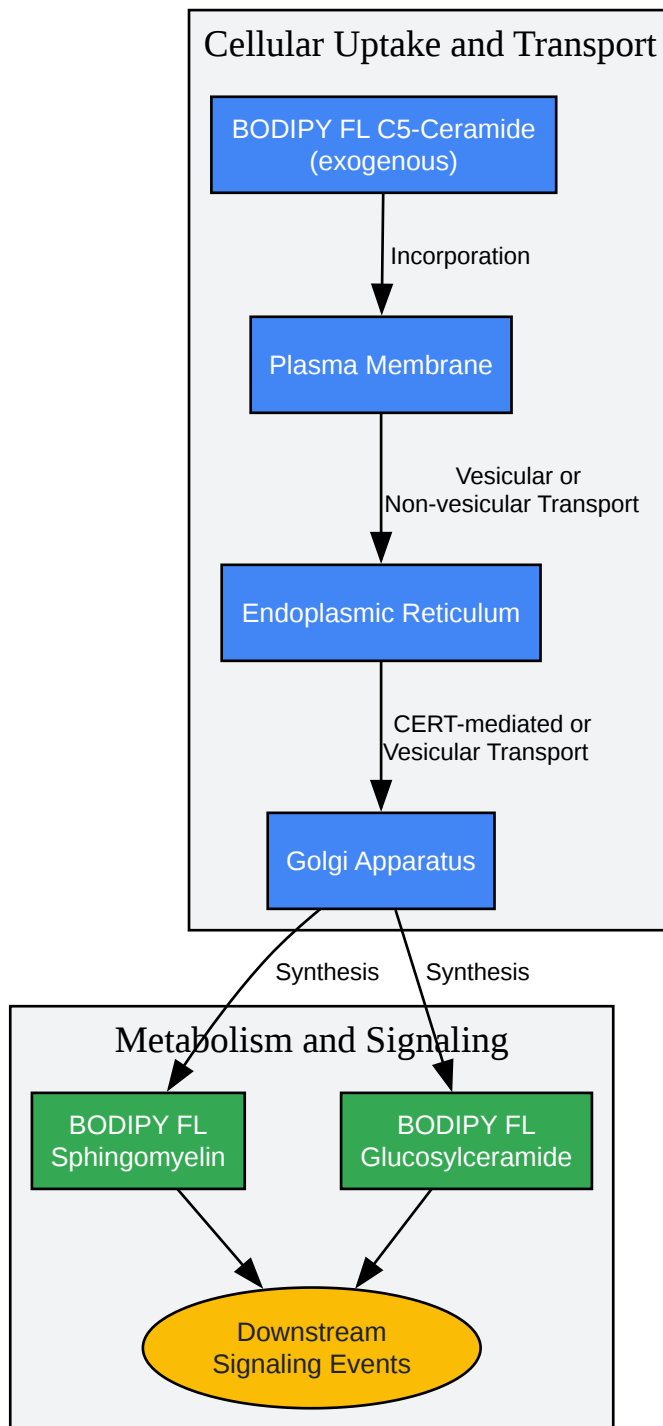 Cellular Uptake and Transport
BODIPY FL C5-Ceramide
(exogenous)
Incorporation
Plasma Membrane
Vesicular or
Non-vesicular Transport
Endoplasmic Reticulum
CERT-mediated or
Vesicular Transport
Golgi Apparatus
Synthesis
Synthesis
Metabolism and Signaling
BODIPY FL
Sphingomyelin
BODIPY FL
Glucosylceramide
Downstream
Signaling Events